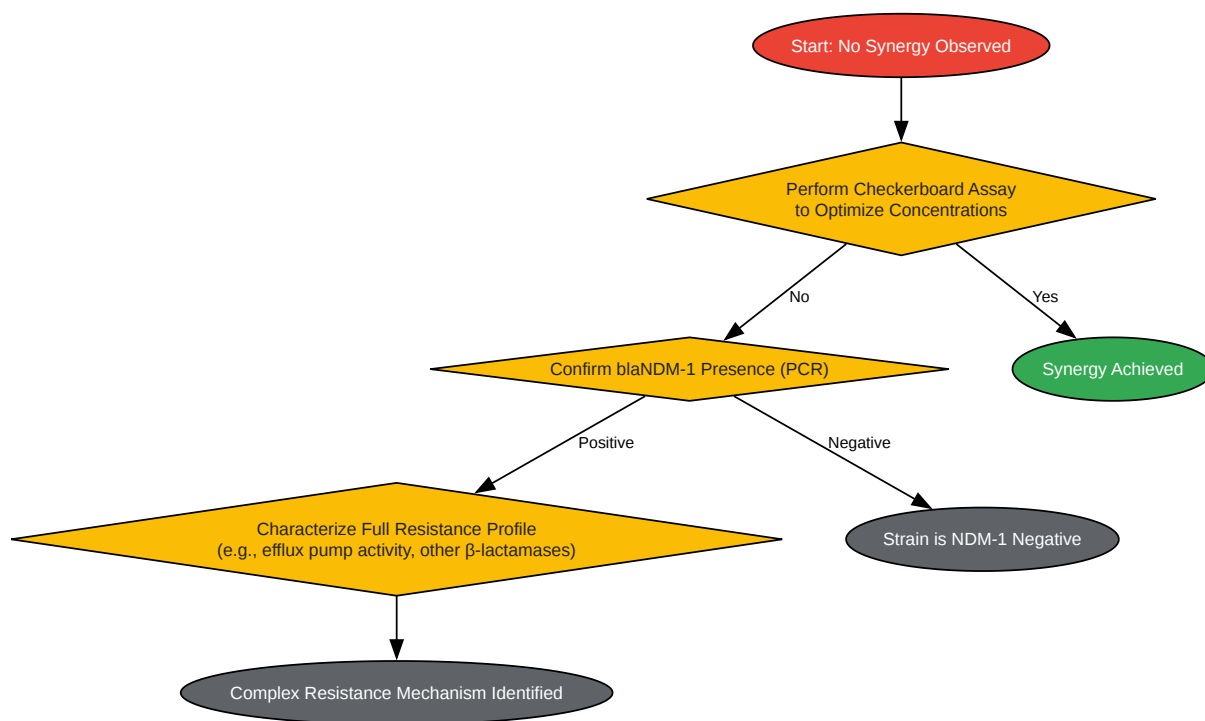 Start: No Synergy Observed
Perform Checkerboard Assay
to Optimize Concentrations
No
Yes
Confirm blaNDM-1 Presence (PCR)
Synergy Achieved
Positive
Negative
Characterize Full Resistance Profile
(e.g., efflux pump activity, other β-lactamases)
Strain is NDM-1 Negative
Complex Resistance Mechanism Identified